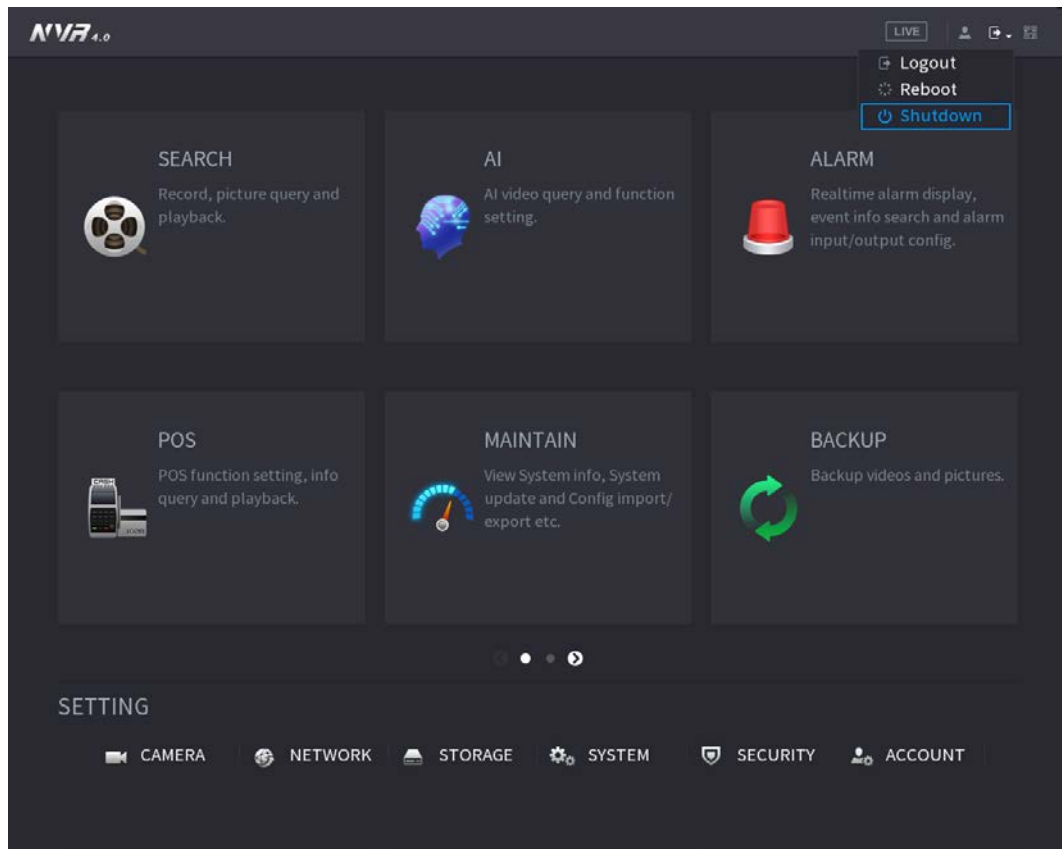 NVR 4.0
LIVE
Logout
Reboot
Shutdown
SEARCH
Record, picture query and
playback.
AI
AI video query and function
setting.
ALARM
Realtime alarm display,
event info search and alarm
input/output config.
POS
POS function setting, info
query and playback.
MAINTAIN
View System info, System
update and Config import/
export etc.
BACKUP
Backup videos and pictures.
SETTING
CAMERA
NETWORK
STORAGE
SYSTEM
SECURITY
ACCOUNT